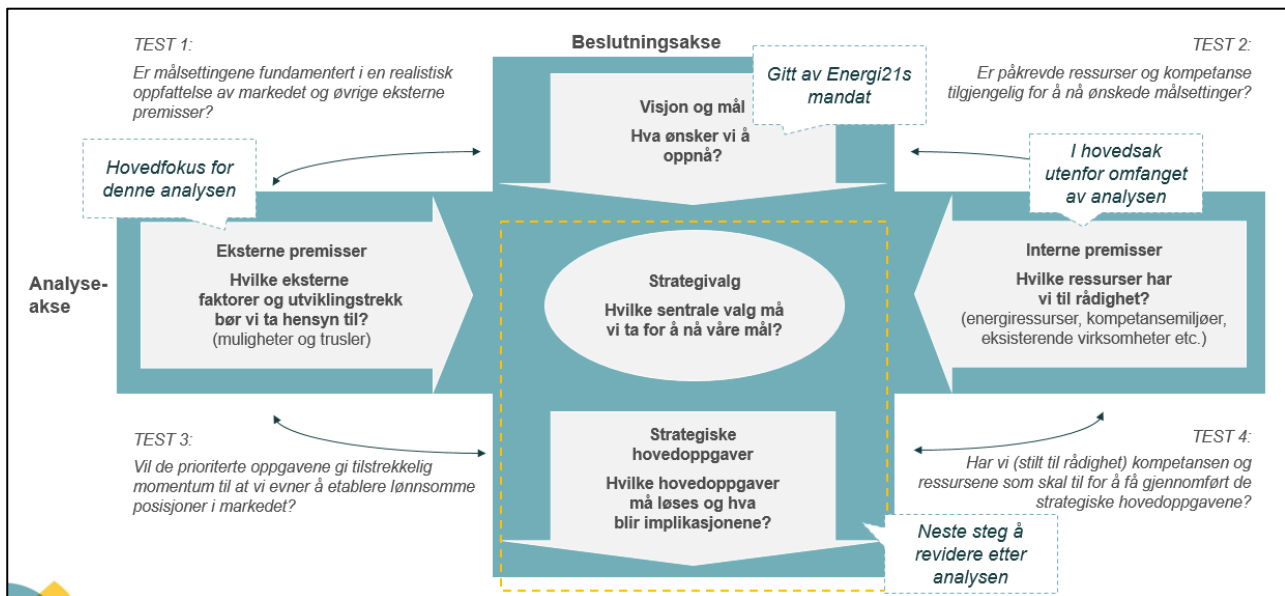 TEST 1:
Er målsettingene fundamentert i en realistisk
oppfattelse av markedet og øvrige eksterne
premisser?
Beslutningsakse
TEST 2:
Er påkrevde ressurser og kompetanse
tilgjengelig for å nå ønskede målsettinger?
Visjon og mål
Hva ønsker vi å
oppnå?
Gitt av Energi21s
mandat
Hovedfokus for
denne analysen
I hovedsak
utenfor omfanget
av analysen
Analyse-
akse
Eksterne premisser
Hvilke eksterne
faktorer og utviklingstrekk
bør vi ta hensyn til?
(muligheter og trusler)
Strategivalg
Hvilke sentrale valg må
vi ta for å nå våre mål?
Interne premisser
Hvilke ressurser har
vi til rådighet?
(energiressurser, kompetansemiljøer,
eksisterende virksomheter etc.)
TEST 3:
Vil de prioriterte oppgavene gi tilstrekkelig
momentum til at vi evner å etablere lønnsomme
posisjoner i markedet?
Strategiske
hovedoppgaver
Hvilke hovedoppgaver
må løses og hva
blir implikasjonene?
TEST 4:
Har vi (stilt til rådighet) kompetansen og
ressursene som skal til for å få gjennomført de
strategiske hovedoppgavene?
Neste steg å
revidere etter
analysen